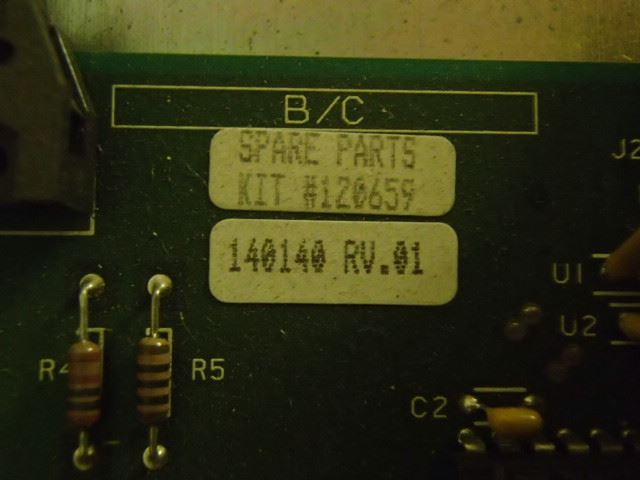 B/C
SPARE PARTS
KIT #120659
140140 RV.01
J2
U1
U2
R4
R5
C2